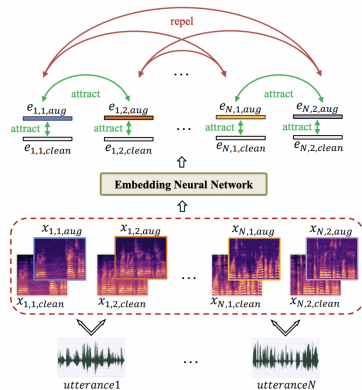 repel
attract ... attract
e1,1,aug e1,2,aug eN,1,aug eN,2,aug
attract attract ... attract attract
e1,1,clean e1,2,clean eN,1,clean eN,2,clean
Embedding Neural Network
x1,1,aug x1,2,aug xN,1,aug xN,2,aug
...
x1,1,clean x1,2,clean xN,1,clean xN,2,clean
utterance1 ... utteranceN